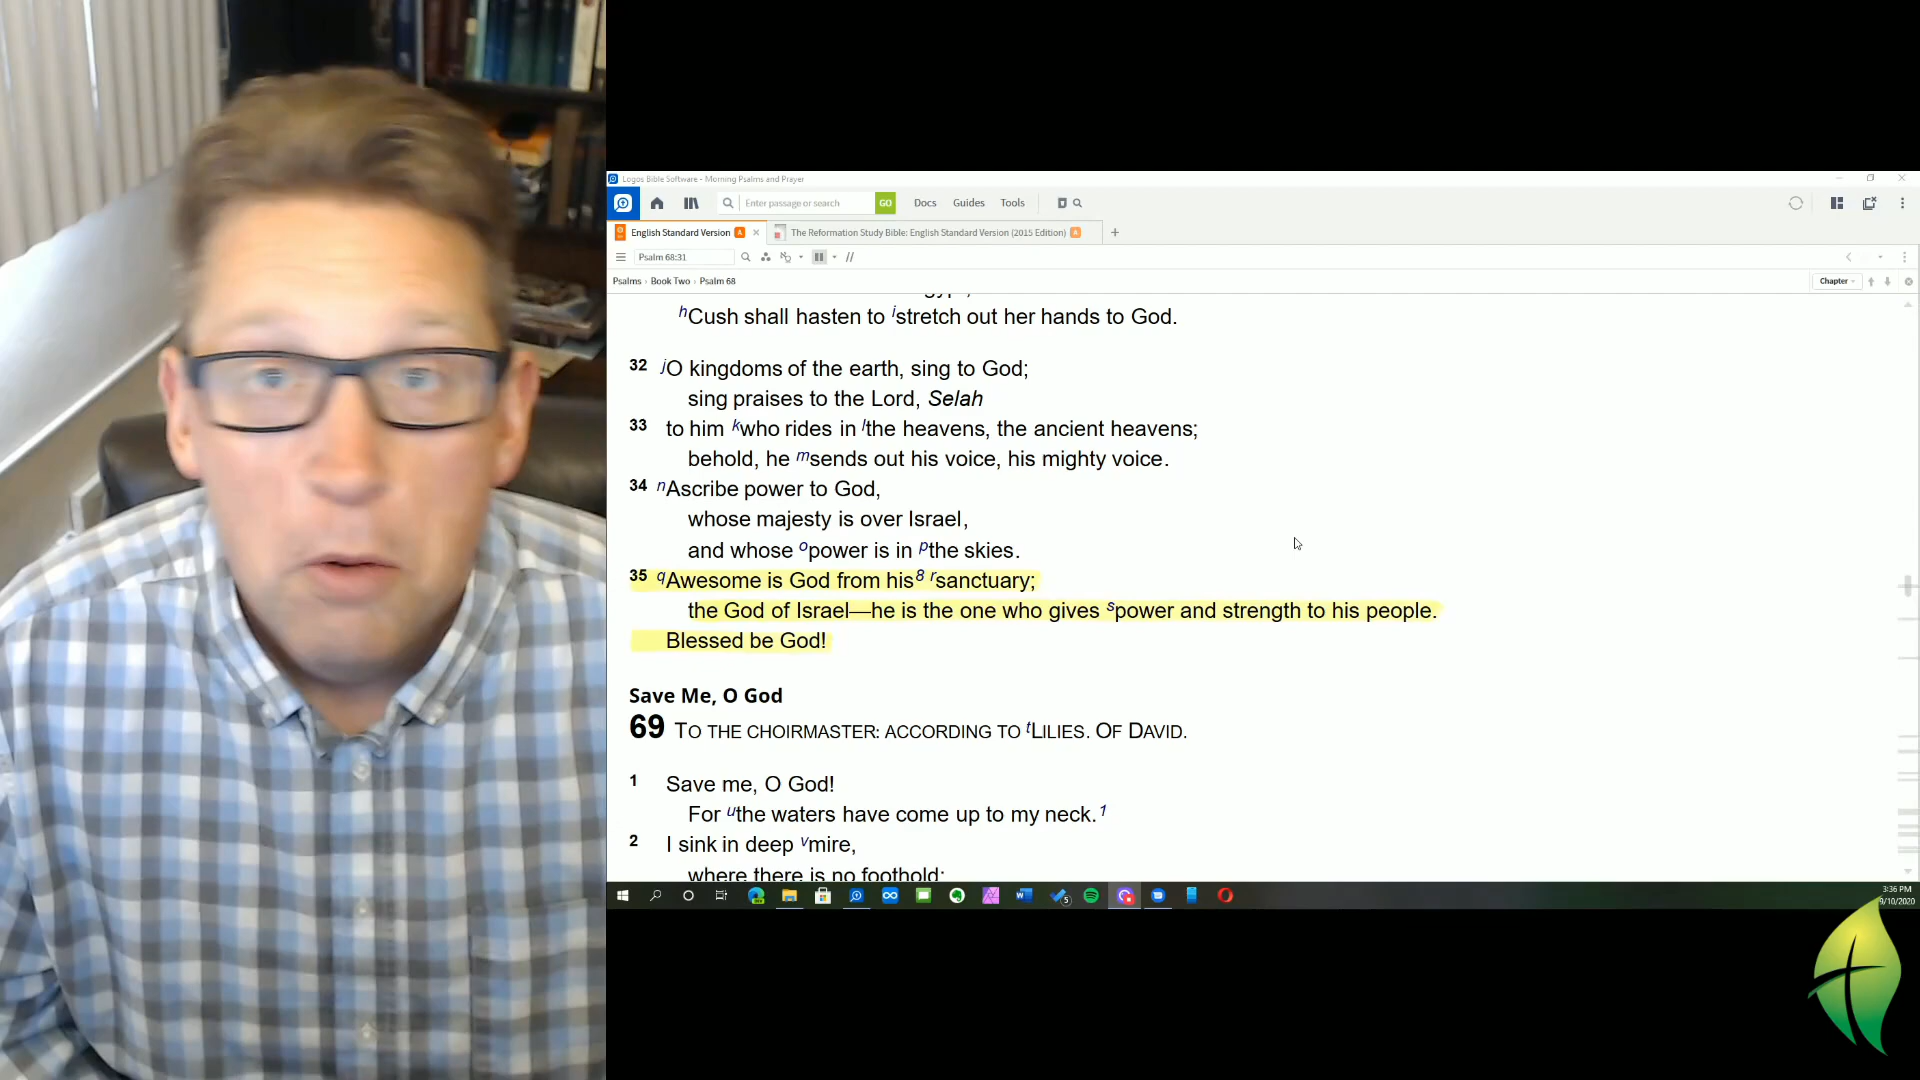 Logos Bible Software - Morning Psalms and Prayer
Enter passage or search GO Docs Guides Tools
English Standard Version A The Reformation Study Bible: English Standard Version (2015 Edition) A
Psalm 68:31
Psalms › Book Two › Psalm 68 Chapter
hCush shall hasten to istretch out her hands to God.
32 jO kingdoms of the earth, sing to God;
sing praises to the Lord, Selah
33 to him kwho rides in lthe heavens, the ancient heavens;
behold, he msends out his voice, his mighty voice.
34 nAscribe power to God,
whose majesty is over Israel,
and whose opower is in pthe skies.
35 qAwesome is God from his8 rsanctuary;
the God of Israel—he is the one who gives spower and strength to his people.
Blessed be God!
Save Me, O God
69 TO THE CHOIRMASTER: ACCORDING TO tLILIES. OF DAVID.
1 Save me, O God!
For uthe waters have come up to my neck.1
2 I sink in deep vmire,
where there is no foothold;
3:36 PM
9/10/2020